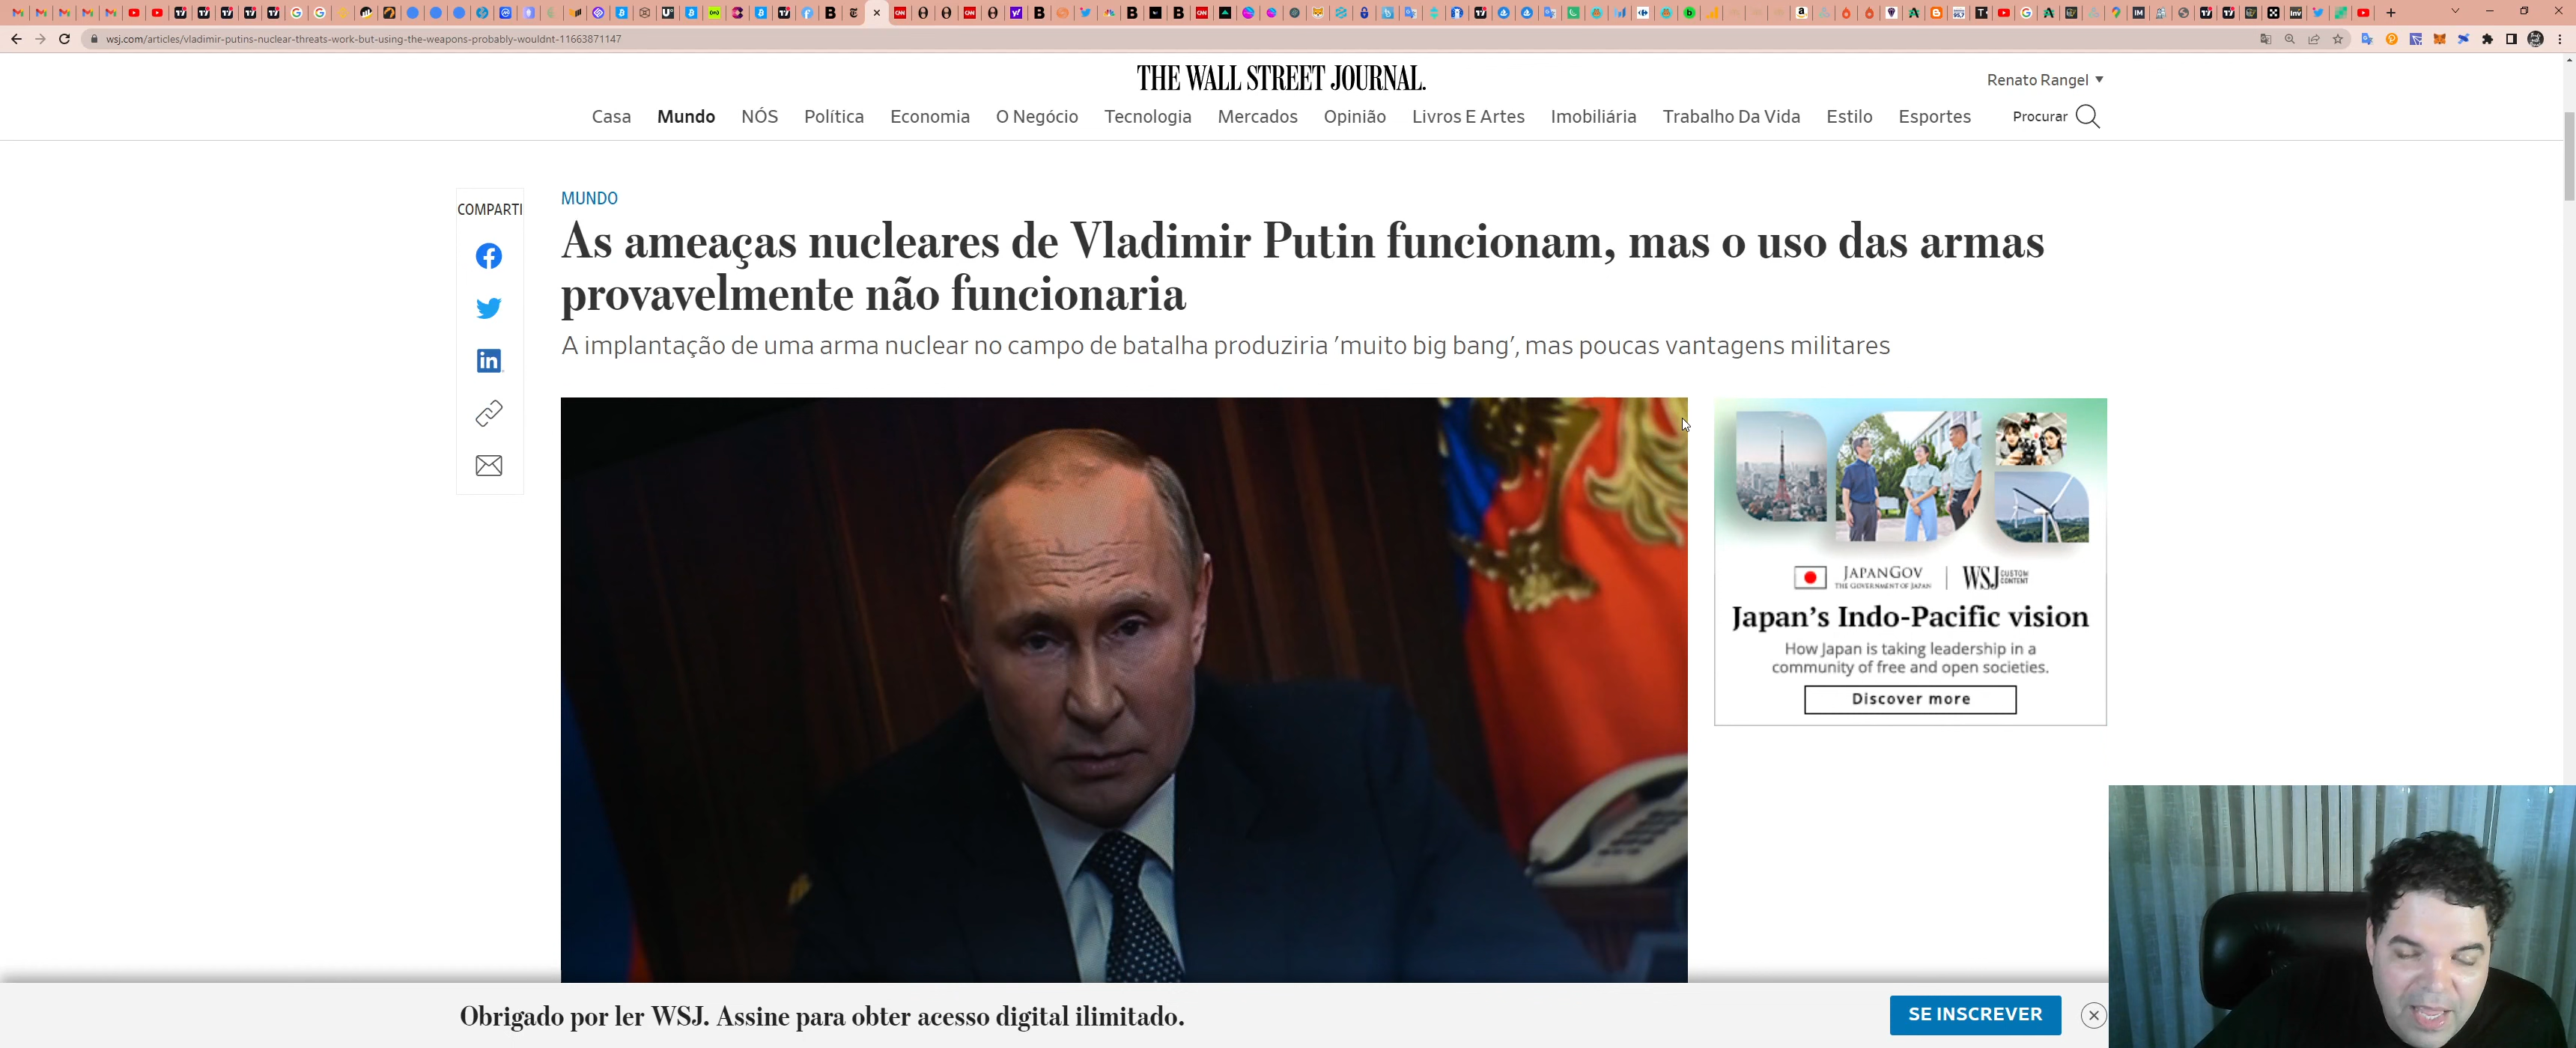 wsj.com/articles/vladimir-putins-nuclear-threats-work-but-using-the-weapons-probably-wouldnt-11663871147
THE WALL STREET JOURNAL.
Renato Rangel
Casa Mundo NÓS Política Economia O Negócio Tecnologia Mercados Opinião Livros E Artes Imobiliária Trabalho Da Vida Estilo Esportes Procurar
COMPARTI
MUNDO
As ameaças nucleares de Vladimir Putin funcionam, mas o uso das armas
provavelmente não funcionaria
A implantação de uma arma nuclear no campo de batalha produziria 'muito big bang', mas poucas vantagens militares
JAPANGOV
THE GOVERNMENT OF JAPAN
WSJ CUSTOM CONTENT
Japan's Indo-Pacific vision
How Japan is taking leadership in a
community of free and open societies.
Discover more
Obrigado por ler WSJ. Assine para obter acesso digital ilimitado.
SE INSCREVER